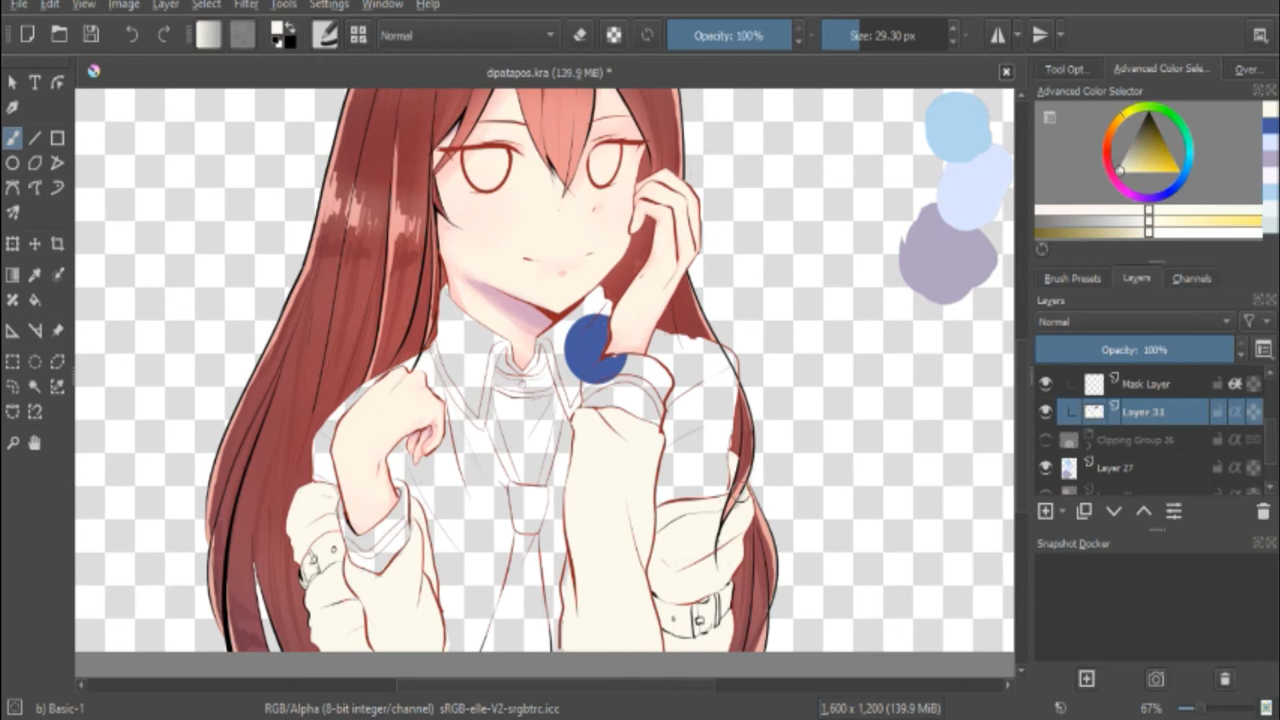 File Edit View Image Layer Select Filter Tools Settings Window Help
Normal Opacity: 100% Size: 29.30 px
dipatapos.kra (139.9 MiB) *
Tool Opt... Advanced Color Sele... Over...
Advanced Color Selector
Brush Presets Layers Channels
Layers
Normal
Opacity: 100%
Mask Layer
Layer 31
Clipping Group 26
Layer 27
Snapshot Docker
b) Basic-1 RGB/Alpha (8-bit integer/channel) sRGB-elle-V2-srgbtrc.icc 1,600 x 1,200 (139.9 MiB) 67%